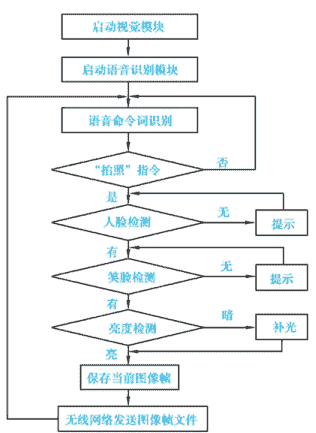 启动视觉模块
启动语音识别模块
语音命令词识别
“拍照”指令
否
是
人脸检测
无
提示
有
笑脸检测
无
提示
有
亮度检测
暗
补光
亮
保存当前图像帧
无线网络发送图像帧文件